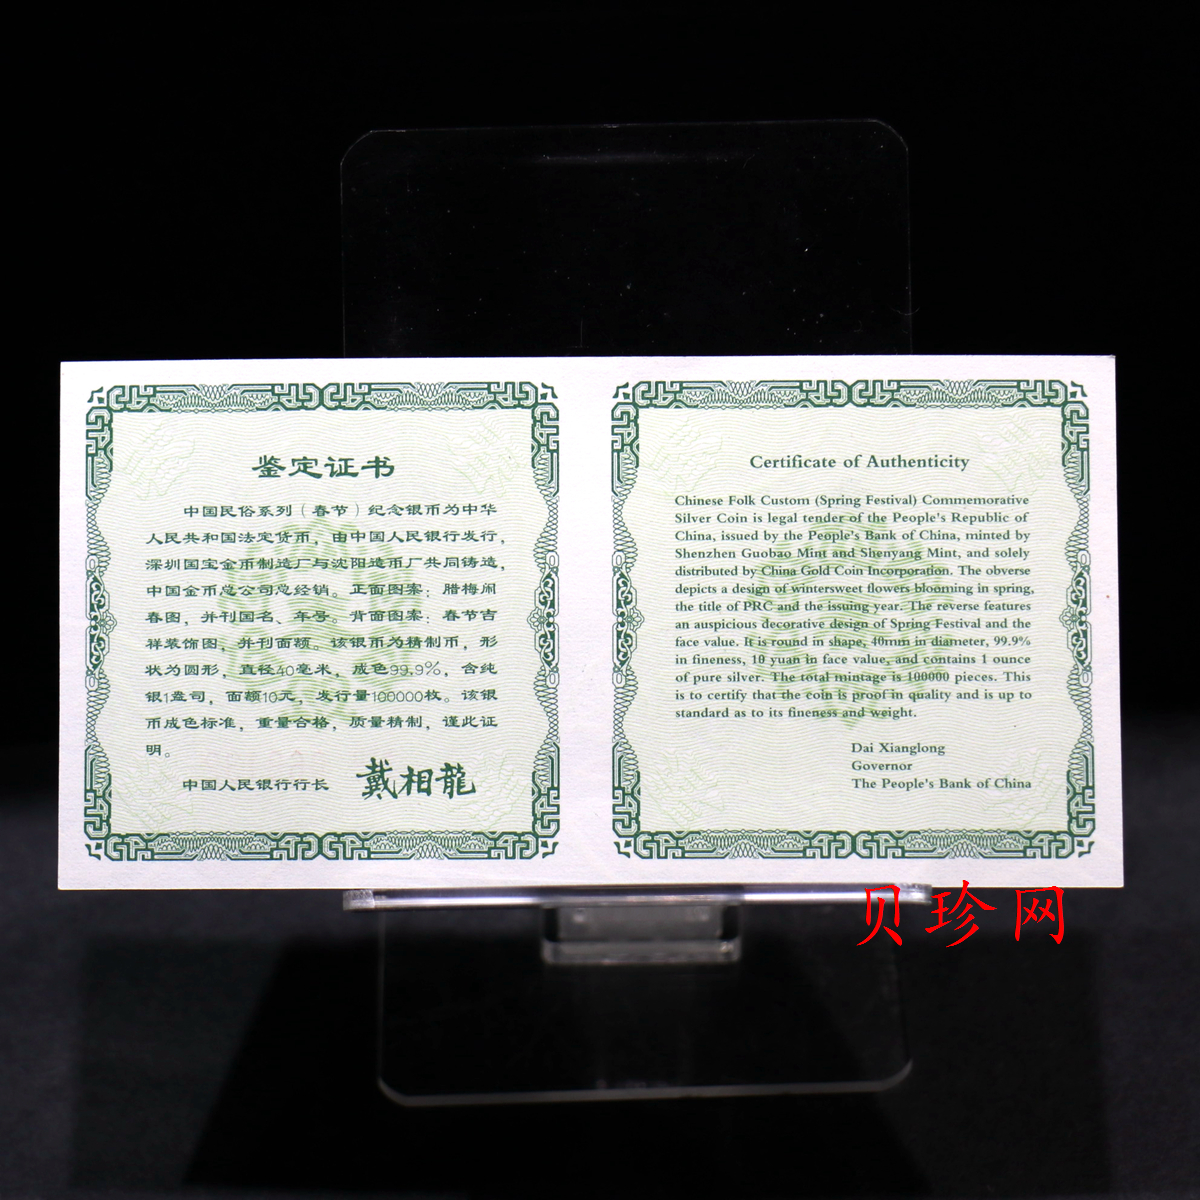 鉴定证书
中国民俗系列（春节）纪念银币为中华
人民共和国法定货币，由中国人民银行发行，
深圳国宝金币制造厂与沈阳造币厂共同铸造，
中国金币总公司总经销。正面图案：腊梅闹
春图，并刊国名、年号。背面图案：春节吉
祥装饰图，并刊面额。该银币为精制币，形
状为圆形，直径40毫米，成色99.9%，含纯
银1盎司，面额10元，发行量100000枚。该银
币成色标准，重量合格，质量精制，谨此证
明。
中国人民银行行长 戴相龍
Certificate of Authenticity
Chinese Folk Custom (Spring Festival) Commemorative
Silver Coin is legal tender of the People's Republic of
China, issued by the People's Bank of China, minted by
Shenzhen Guobao Mint and Shenyang Mint, and solely
distributed by China Gold Coin Incorporation. The obverse
depicts a design of wintersweet flowers blooming in spring,
the title of PRC and the issuing year. The reverse features
an auspicious decorative design of Spring Festival and the
face value. It is round in shape, 40mm in diameter, 99.9%
in fineness, 10 yuan in face value, and contains 1 ounce
of pure silver. The total mintage is 100000 pieces. This
is to certify that the coin is proof in quality and is up to
standard as to its fineness and weight.
Dai Xianglong
Governor
The People's Bank of China
贝珍网